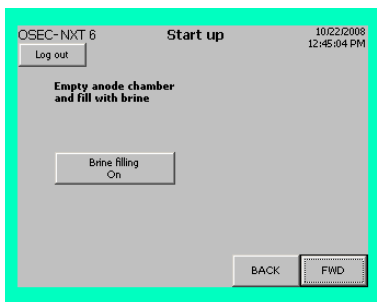 OSEC-NXT 6
Start up
10/22/2008
12:45:04 PM
Log out
Empty anode chamber
and fill with brine
Brine filling
On
BACK
FWD